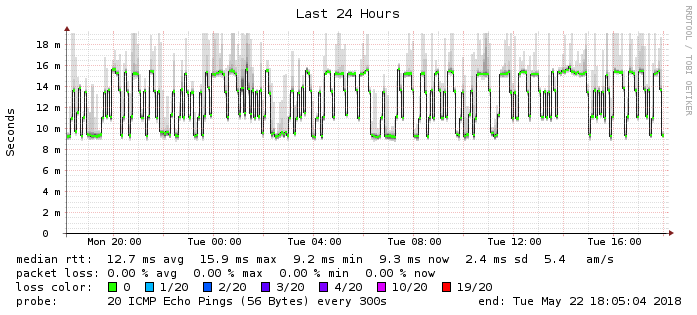 Last 24 Hours
RRDTOOL / TOBI OETIKER
Seconds
18 m
16 m
14 m
12 m
10 m
8 m
6 m
4 m
2 m
0
Mon 20:00 Tue 00:00 Tue 04:00 Tue 08:00 Tue 12:00 Tue 16:00
median rtt: 12.7 ms avg 15.9 ms max 9.2 ms min 9.3 ms now 2.4 ms sd 5.4 am/s
packet loss: 0.00 % avg 0.00 % max 0.00 % min 0.00 % now
loss color: 0 1/20 2/20 3/20 4/20 10/20 19/20
probe: 20 ICMP Echo Pings (56 Bytes) every 300s end: Tue May 22 18:05:04 2018